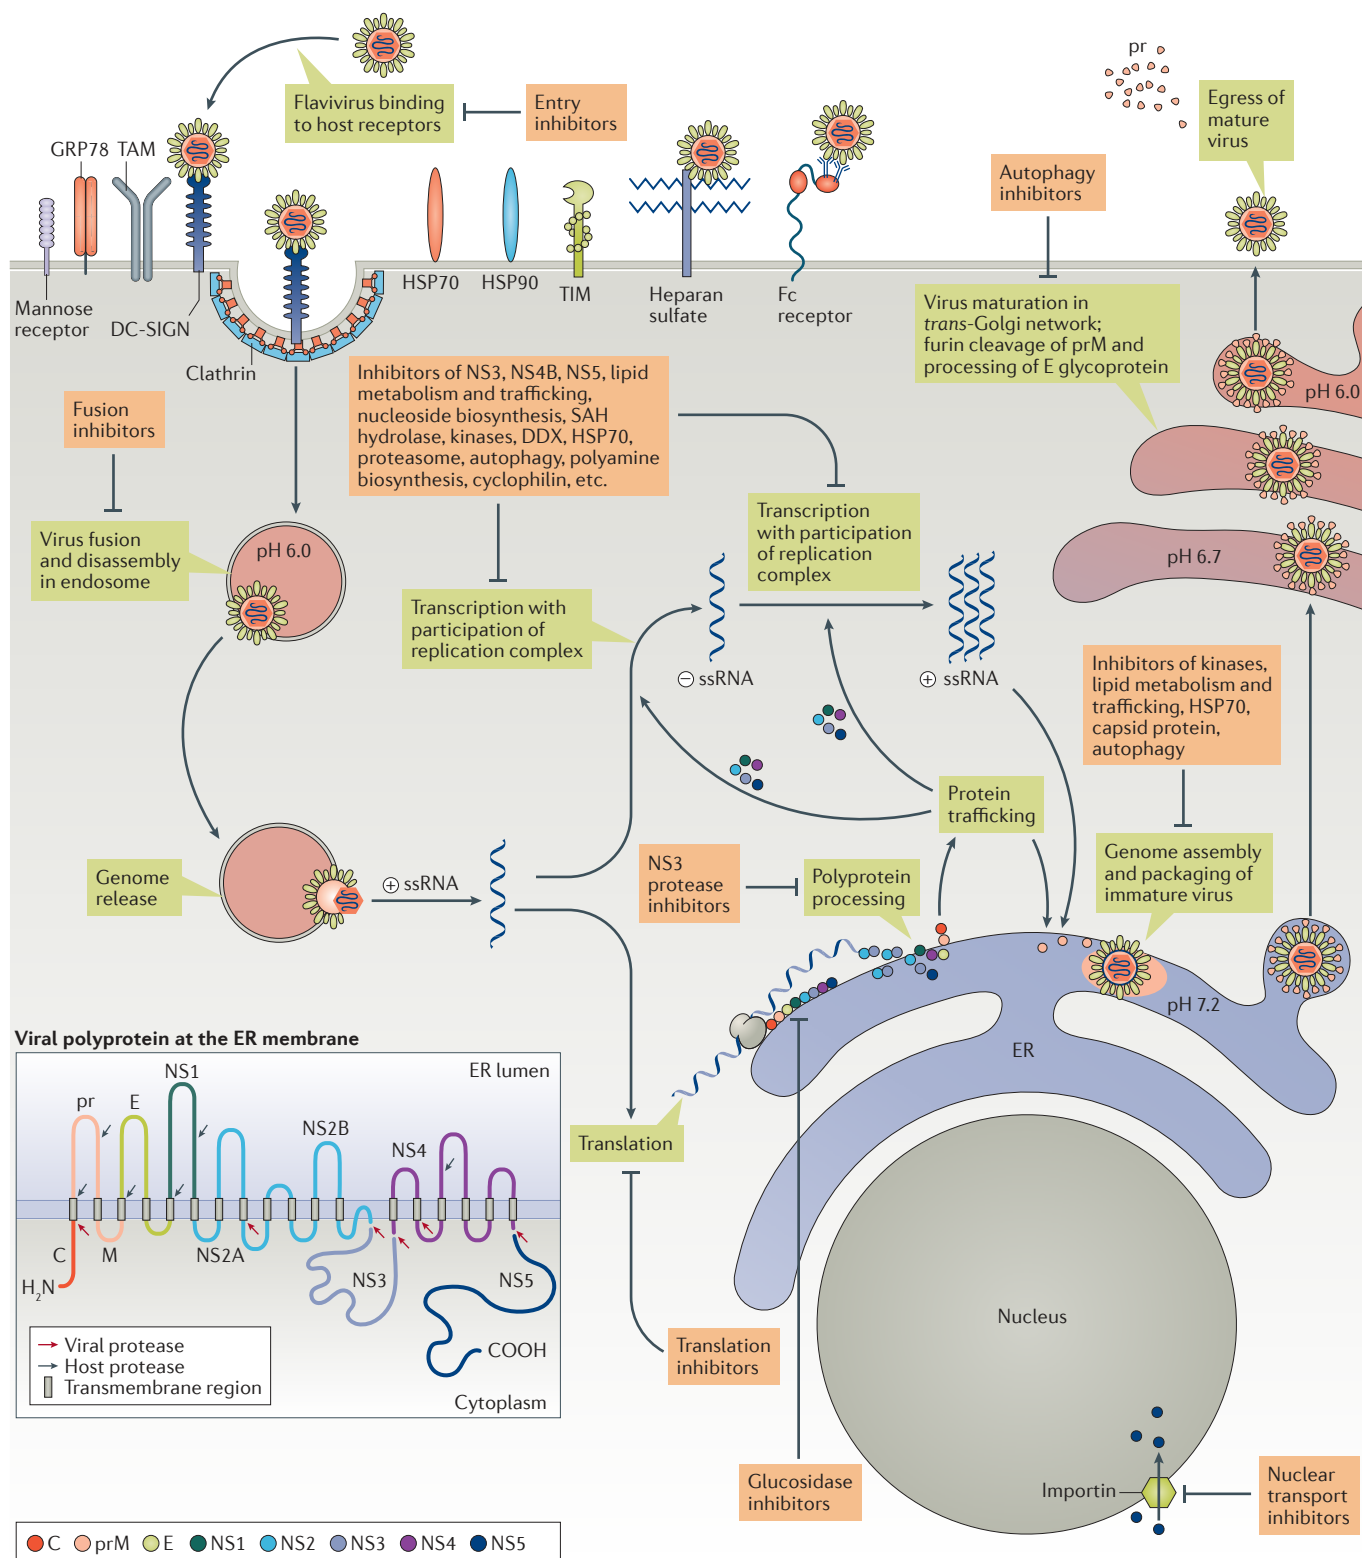 pr
Flavivirus binding
to host receptors
Entry
inhibitors
Egress of
mature
virus
GRP78
TAM
Autophagy
inhibitors
Mannose
receptor
DC-SIGN
Clathrin
HSP70
HSP90
TIM
Heparan
sulfate
Fc
receptor
Virus maturation in
trans-Golgi network;
furin cleavage of prM and
processing of E glycoprotein
pH 6.0
Fusion
inhibitors
Inhibitors of NS3, NS4B, NS5, lipid
metabolism and trafficking,
nucleoside biosynthesis, SAH
hydrolase, kinases, DDX, HSP70,
proteasome, autophagy, polyamine
biosynthesis, cyclophilin, etc.
Virus fusion
and disassembly
in endosome
pH 6.0
Transcription
with participation
of replication
complex
pH 6.7
Transcription with
participation of
replication complex
− ssRNA
+ ssRNA
Inhibitors of kinases,
lipid metabolism and
trafficking, HSP70,
capsid protein,
autophagy
Protein
trafficking
Genome
release
+ ssRNA
NS3
protease
inhibitors
Polyprotein
processing
Genome assembly
and packaging of
immature virus
pH 7.2
ER
Translation
Nucleus
Translation
inhibitors
Glucosidase
inhibitors
Importin
Nuclear
transport
inhibitors
Viral polyprotein at the ER membrane
ER lumen
NS1
pr
E
NS2B
NS4
C
M
NS2A
NS3
NS5
H2N
COOH
Viral protease
Host protease
Transmembrane region
Cytoplasm
C prM E NS1 NS2 NS3 NS4 NS5